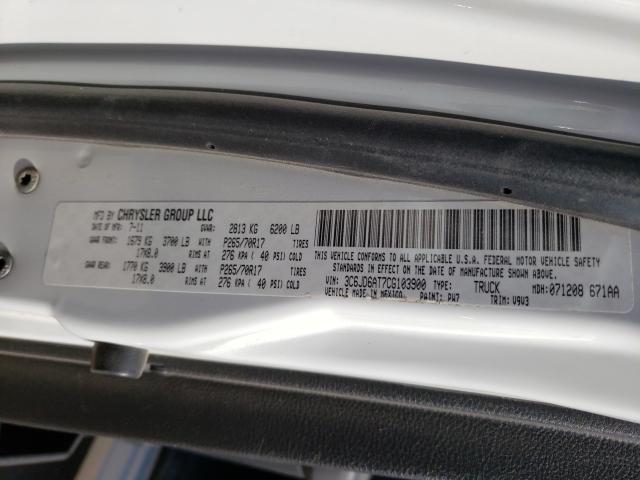 MFD BY CHRYSLER GROUP LLC
DATE OF MFR: 7-11 GVWR: 2813 KG 6200 LB
GAWR FRONT: 1679 KG 3700 LB WITH P265/70R17 TIRES
17X8.0 RIMS AT 276 KPA ( 40 PSI) COLD
GAWR REAR: 1770 KG 3900 LB WITH P265/70R17 TIRES
17X8.0 RIMS AT 276 KPA ( 40 PSI) COLD
THIS VEHICLE CONFORMS TO ALL APPLICABLE U.S.A. FEDERAL MOTOR VEHICLE SAFETY
STANDARDS IN EFFECT ON THE DATE OF MANUFACTURE SHOWN ABOVE
VIN: 3C6JD6AT7CG103900 TYPE: TRUCK MDH: 071208 671AA
VEHICLE MADE IN MEXICO PAINT: PW7 TRIM: V9V3